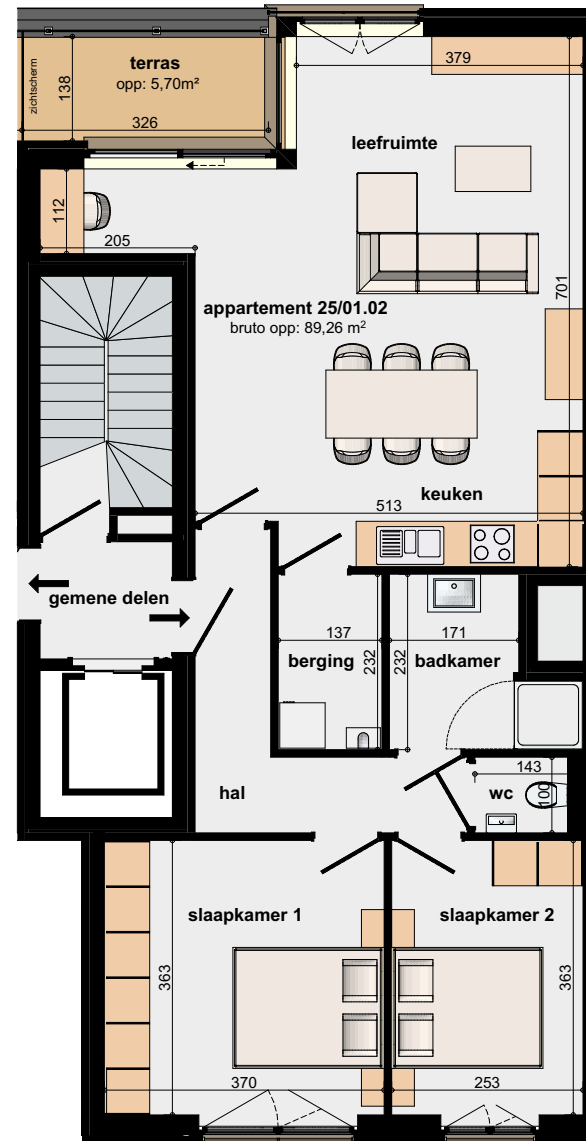 terras
opp: 5,70m²
zichtscherm
138
326
379
leefruimte
112
205
701
appartement 25/01.02
bruto opp: 89,26 m²
keuken
513
gemene delen
137
171
berging
232
232
badkamer
hal
143
wc
100
slaapkamer 1
slaapkamer 2
363
363
370
253